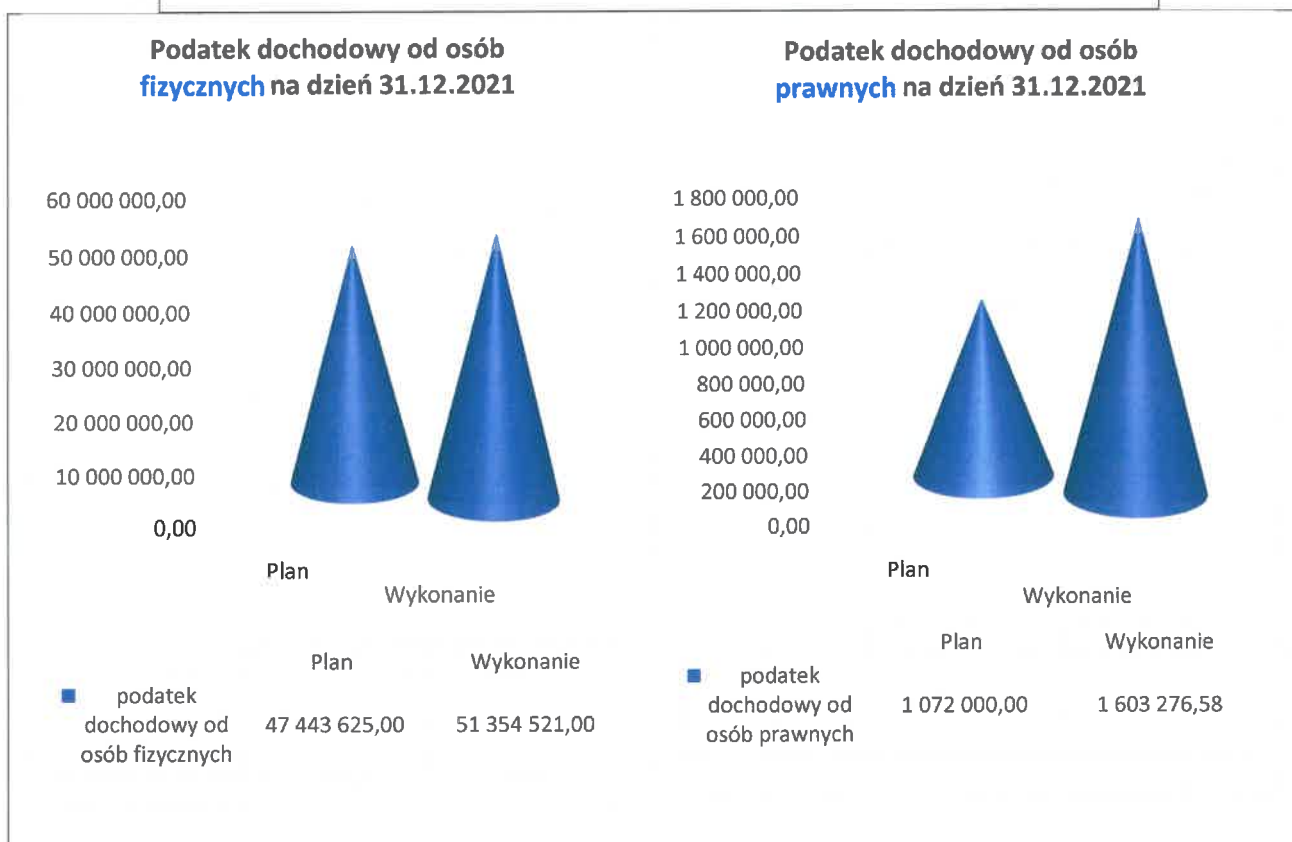 Podatek dochodowy od osób
fizycznych na dzień 31.12.2021
60 000 000,00
50 000 000,00
40 000 000,00
30 000 000,00
20 000 000,00
10 000 000,00
0,00
Plan
Wykonanie
Plan Wykonanie
podatek
dochodowy od
osób fizycznych
47 443 625,00 51 354 521,00
Podatek dochodowy od osób
prawnych na dzień 31.12.2021
1 800 000,00
1 600 000,00
1 400 000,00
1 200 000,00
1 000 000,00
800 000,00
600 000,00
400 000,00
200 000,00
0,00
Plan
Wykonanie
Plan Wykonanie
podatek
dochodowy od
osób prawnych
1 072 000,00 1 603 276,58